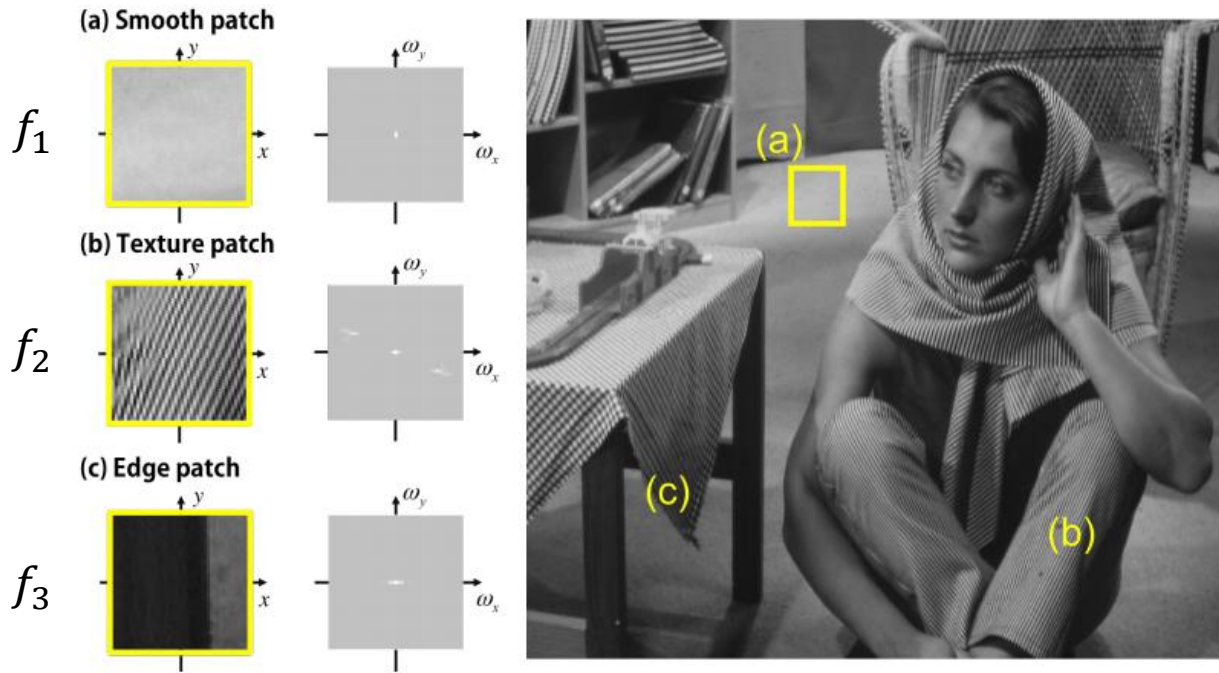 (a) Smooth patch
y
ω_y
f_1
x
ω_x
(b) Texture patch
y
ω_y
f_2
x
ω_x
(c) Edge patch
y
ω_y
f_3
x
ω_x
(a)
(c)
(b)